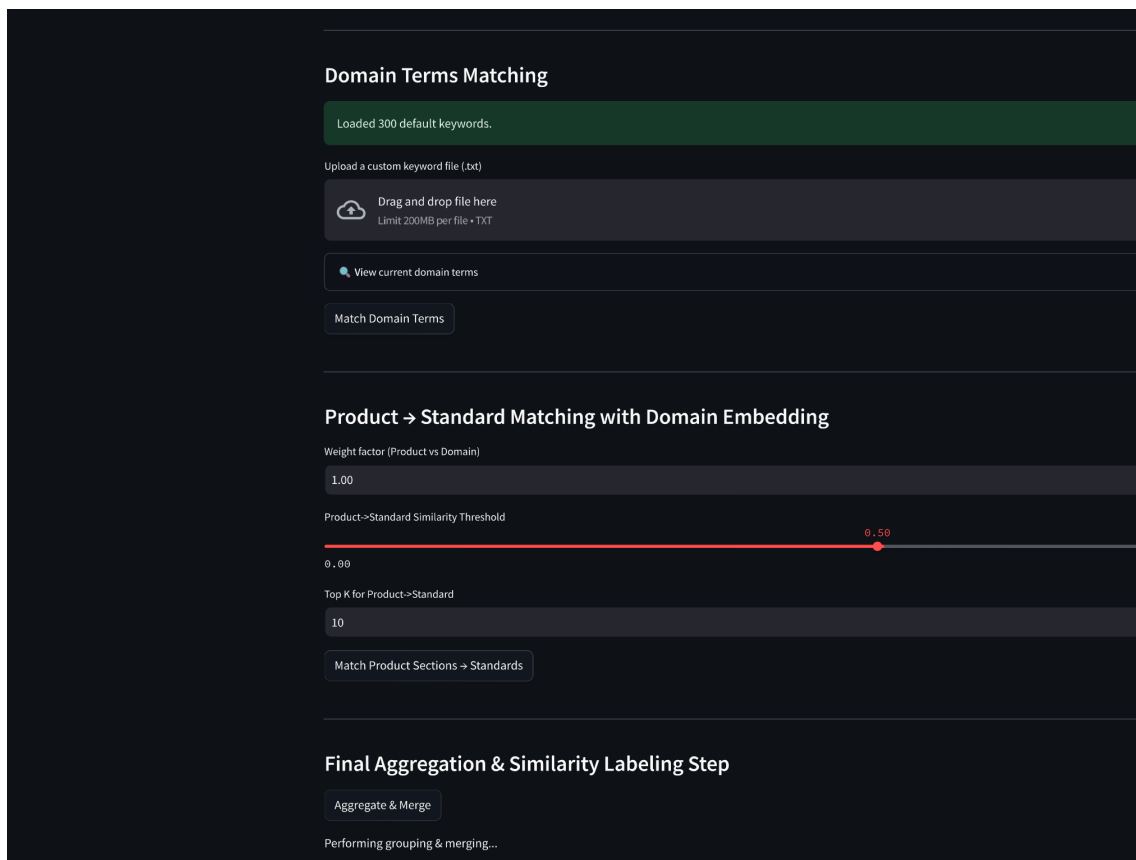 Domain Terms Matching
Loaded 300 default keywords.
Upload a custom keyword file (.txt)
Drag and drop file here
Limit 200MB per file • TXT
🔍 View current domain terms
Match Domain Terms
Product → Standard Matching with Domain Embedding
Weight factor (Product vs Domain)
1.00
Product->Standard Similarity Threshold
0.50
0.00
Top K for Product->Standard
10
Match Product Sections → Standards
Final Aggregation & Similarity Labeling Step
Aggregate & Merge
Performing grouping & merging...